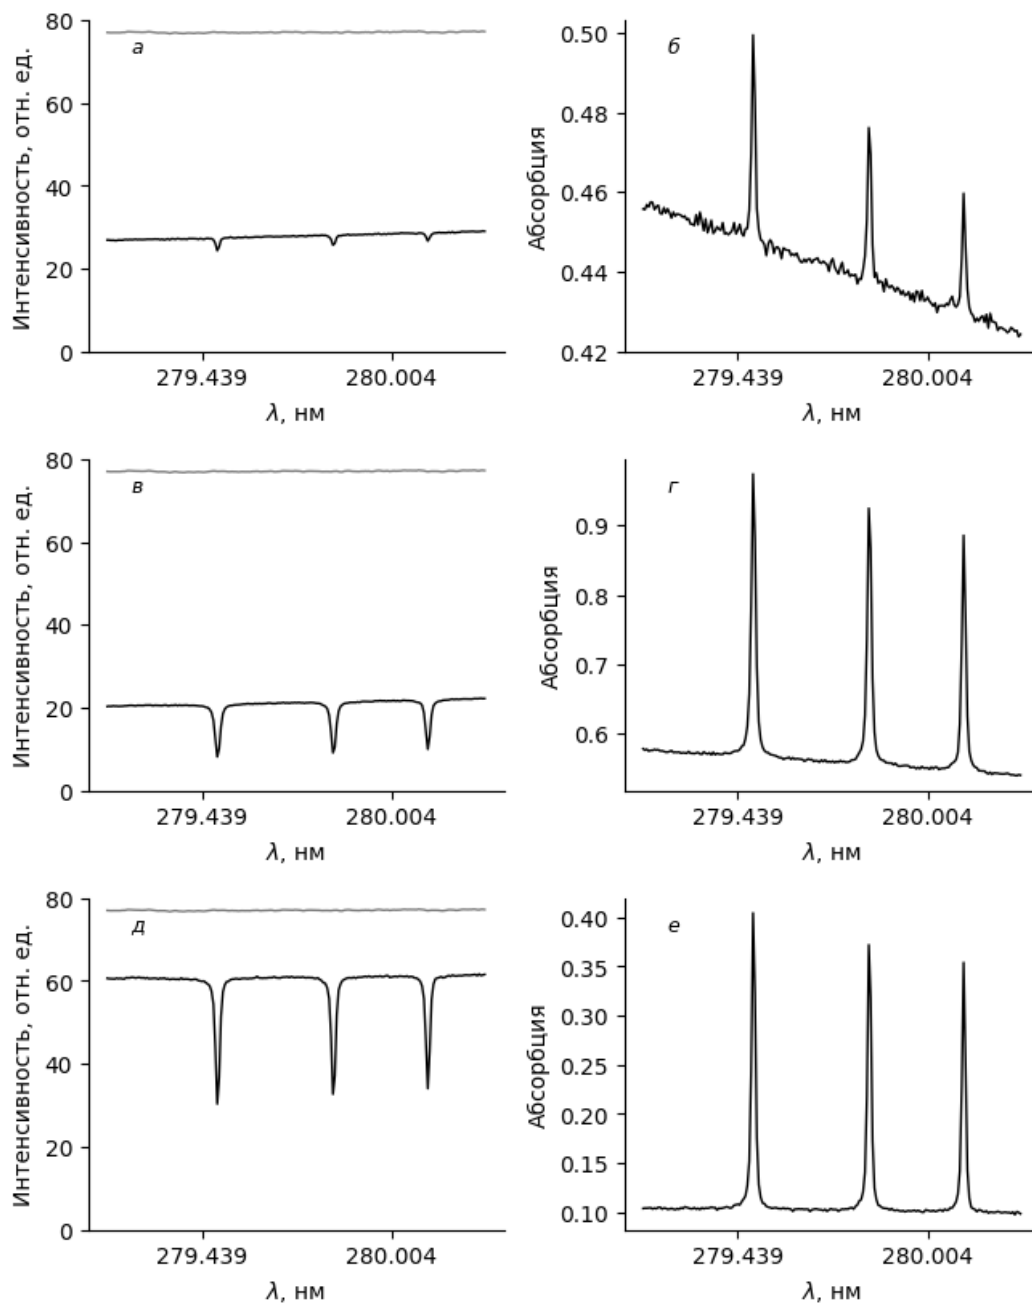 80
60
40
20
0
Интенсивность, отн. ед.
а
279.439
280.004
λ, нм
0.50
0.48
0.46
0.44
0.42
Абсорбция
б
279.439
280.004
λ, нм
80
60
40
20
0
Интенсивность, отн. ед.
в
279.439
280.004
λ, нм
0.9
0.8
0.7
0.6
Абсорбция
г
279.439
280.004
λ, нм
80
60
40
20
0
Интенсивность, отн. ед.
д
279.439
280.004
λ, нм
0.40
0.35
0.30
0.25
0.20
0.15
0.10
Абсорбция
е
279.439
280.004
λ, нм